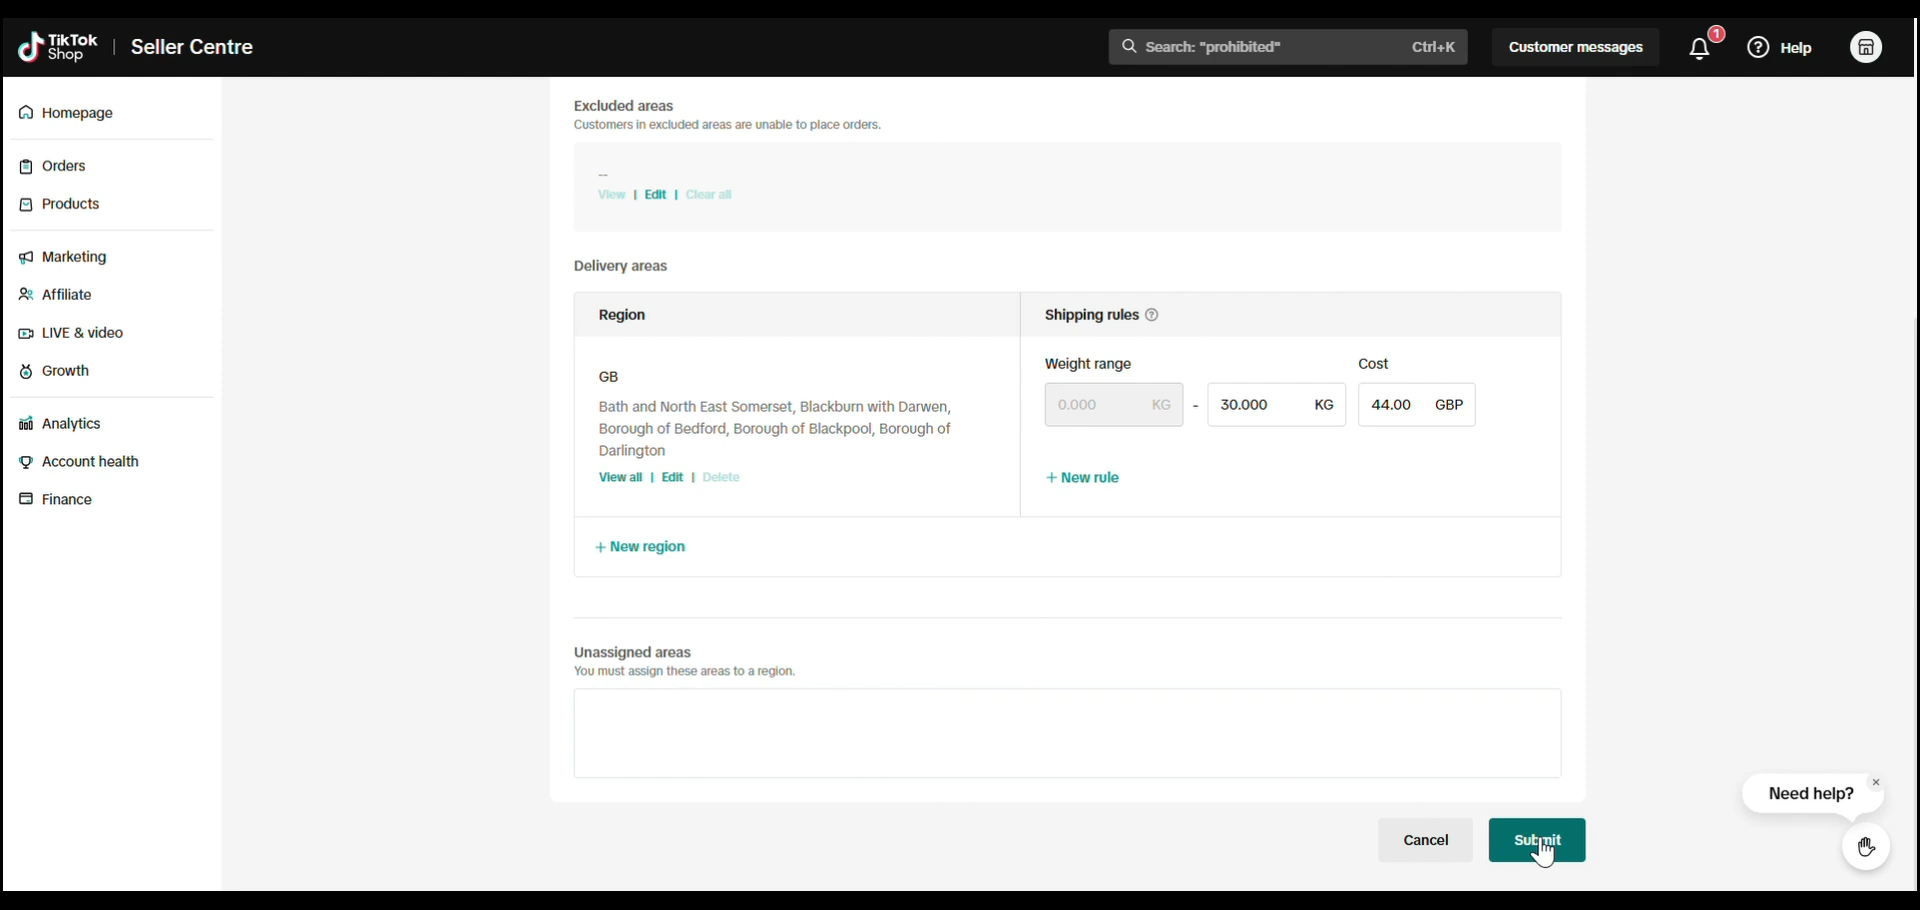 TikTok
Shop
Seller Centre
Search: "prohibited"
Ctrl+K
Customer messages
1
Help
Homepage
Orders
Products
Marketing
Affiliate
LIVE & video
Growth
Analytics
Account health
Finance
Excluded areas
Customers in excluded areas are unable to place orders.
--
View | Edit | Clear all
Delivery areas
Region
Shipping rules
GB
Bath and North East Somerset, Blackburn with Darwen,
Borough of Bedford, Borough of Blackpool, Borough of
Darlington
View all | Edit | Delete
Weight range
Cost
0.000 KG - 30.000 KG
44.00 GBP
+ New rule
+ New region
Unassigned areas
You must assign these areas to a region.
Cancel
Submit
Need help?